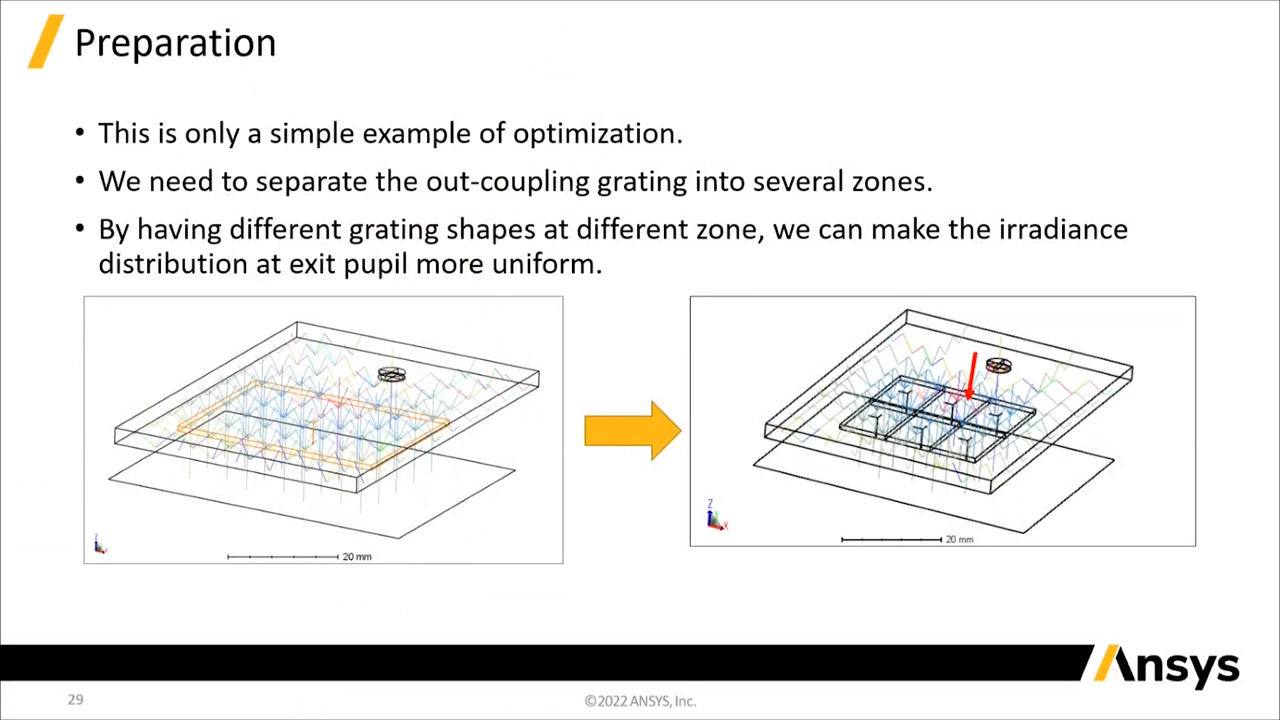 Preparation
• This is only a simple example of optimization.
• We need to separate the out-coupling grating into several zones.
• By having different grating shapes at different zone, we can make the irradiance
distribution at exit pupil more uniform.
20 mm
Z
X
20 mm
Ansys
29
©2022 ANSYS, Inc.